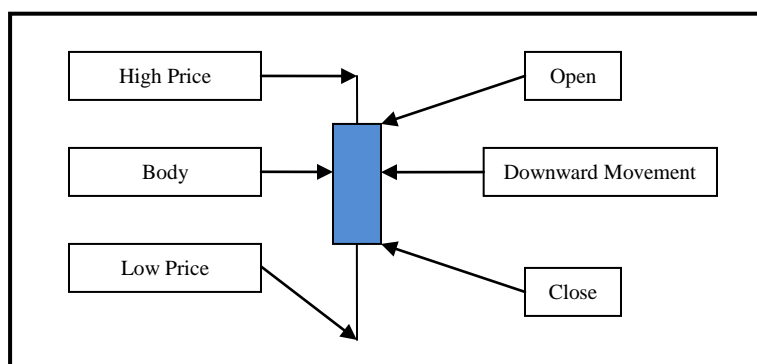 High Price
Open
Body
Downward Movement
Low Price
Close